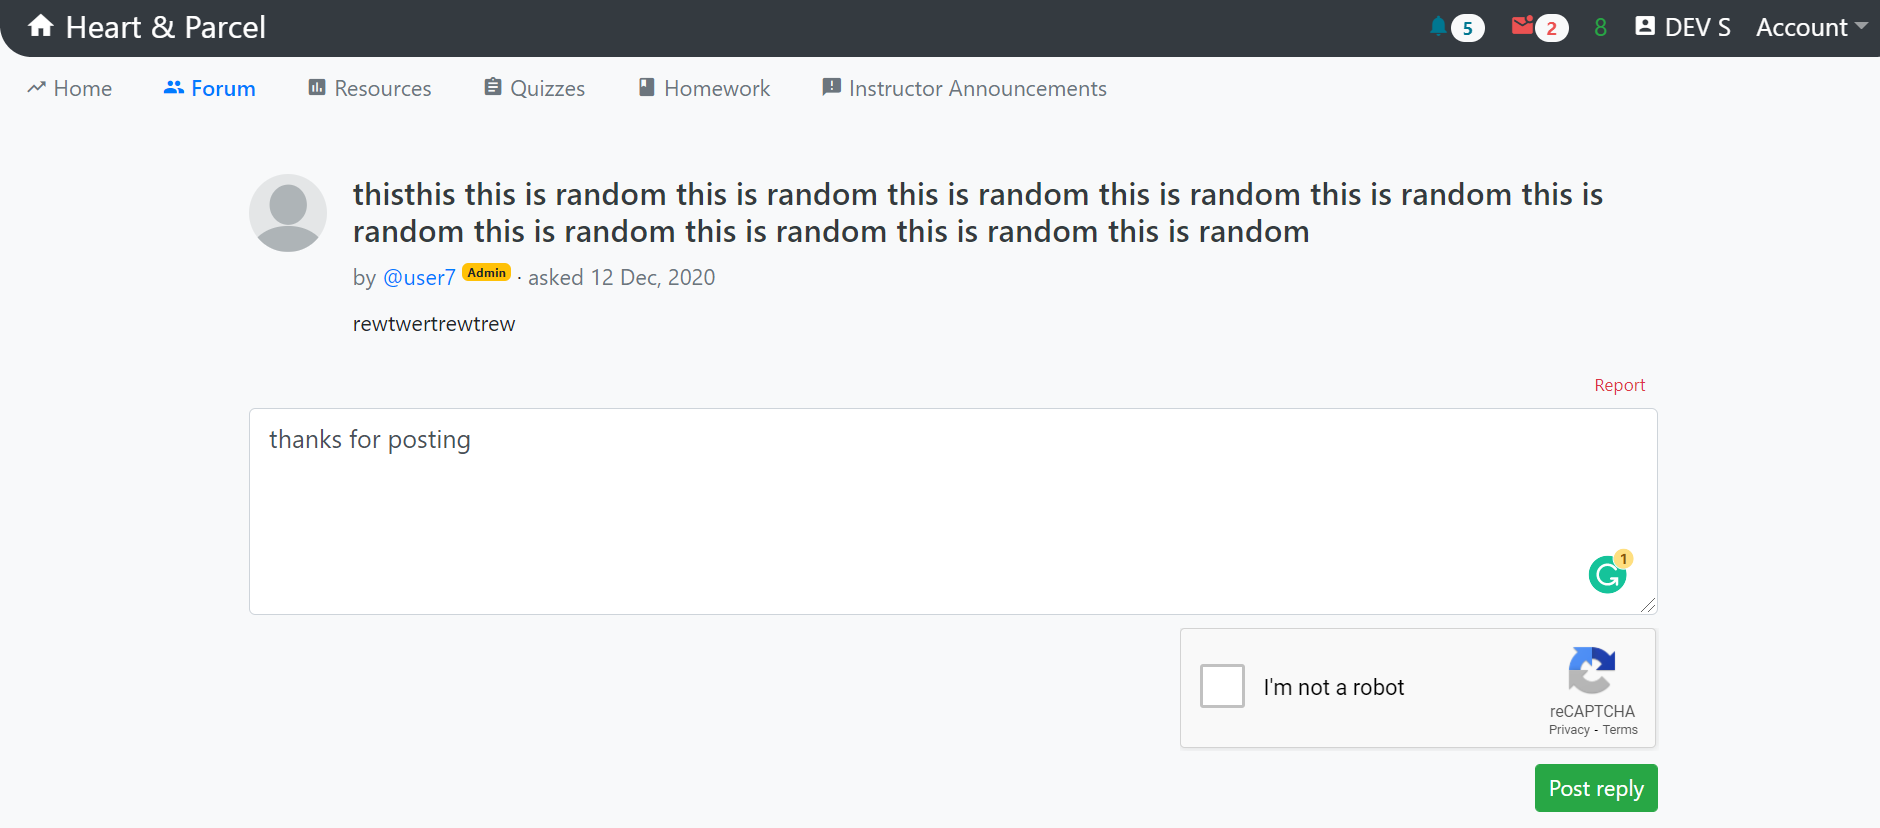 Heart & Parcel 5 2 8 DEV S Account
Home Forum Resources Quizzes Homework Instructor Announcements
thisthis this is random this is random this is random this is random this is random this is
random this is random this is random this is random this is random
by @user7 Admin · asked 12 Dec, 2020
rewtwertrewtrew
Report
thanks for posting
1
I'm not a robot
reCAPTCHA
Privacy - Terms
Post reply